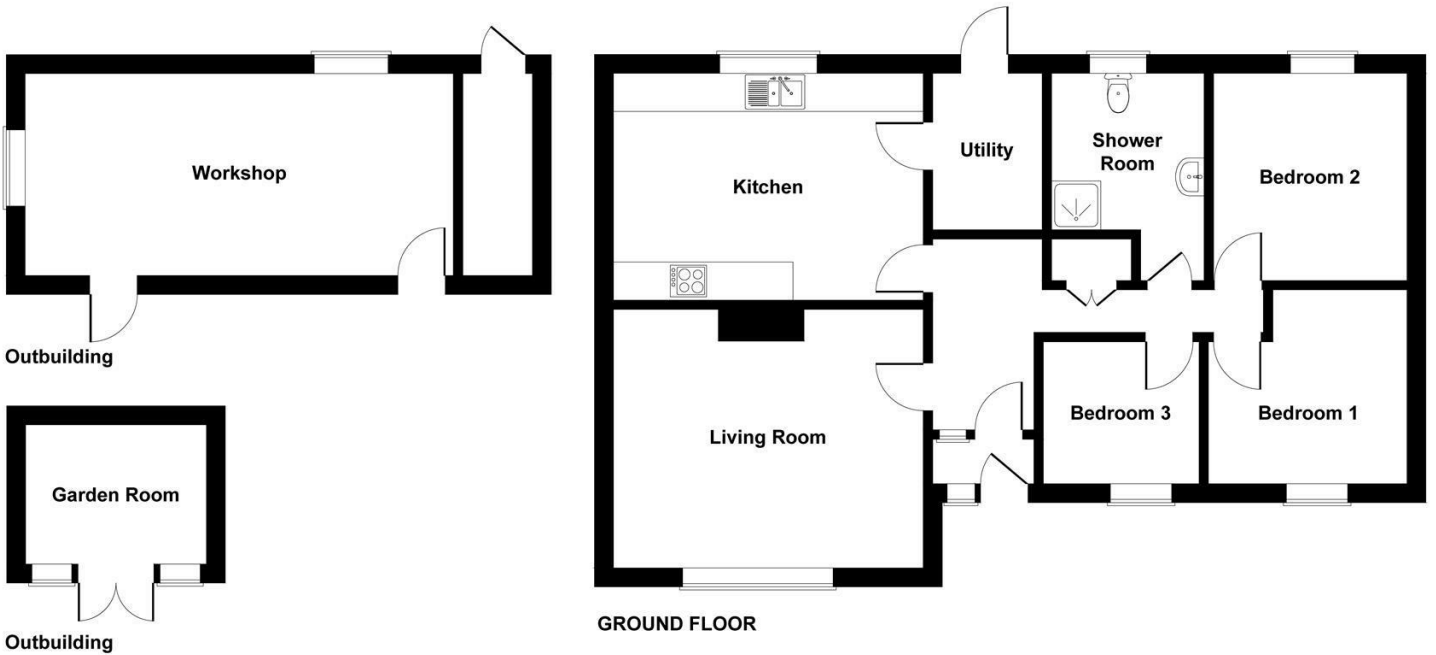 Workshop
Outbuilding
Garden Room
Outbuilding
Kitchen
Utility
Shower
Room
Bedroom 2
Living Room
Bedroom 3
Bedroom 1
GROUND FLOOR